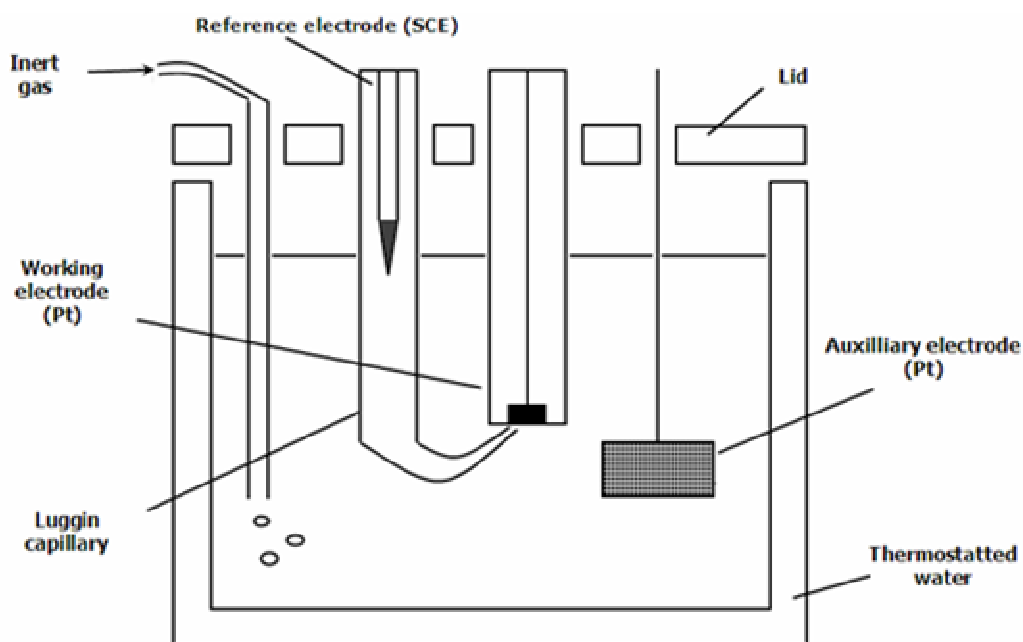 Reference electrode (SCE)
Inert
gas
Lid
Working
electrode
(Pt)
Auxilliary electrode
(Pt)
Luggin
capillary
Thermostatted
water